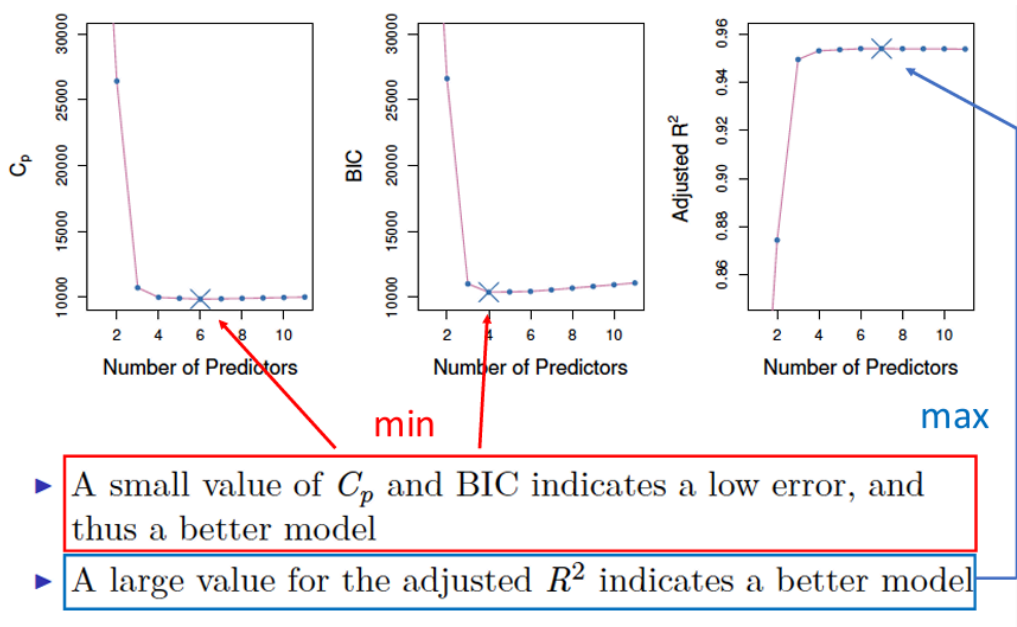 30000
25000
20000
15000
10000
Cp
2 4 6 8 10
Number of Predictors
30000
25000
20000
15000
10000
BIC
2 4 6 8 10
Number of Predictors
0.96
0.94
0.92
0.90
0.88
0.86
Adjusted R²
2 4 6 8 10
Number of Predictors
min
max
▶ A small value of Cp and BIC indicates a low error, and
thus a better model
▶ A large value for the adjusted R² indicates a better model